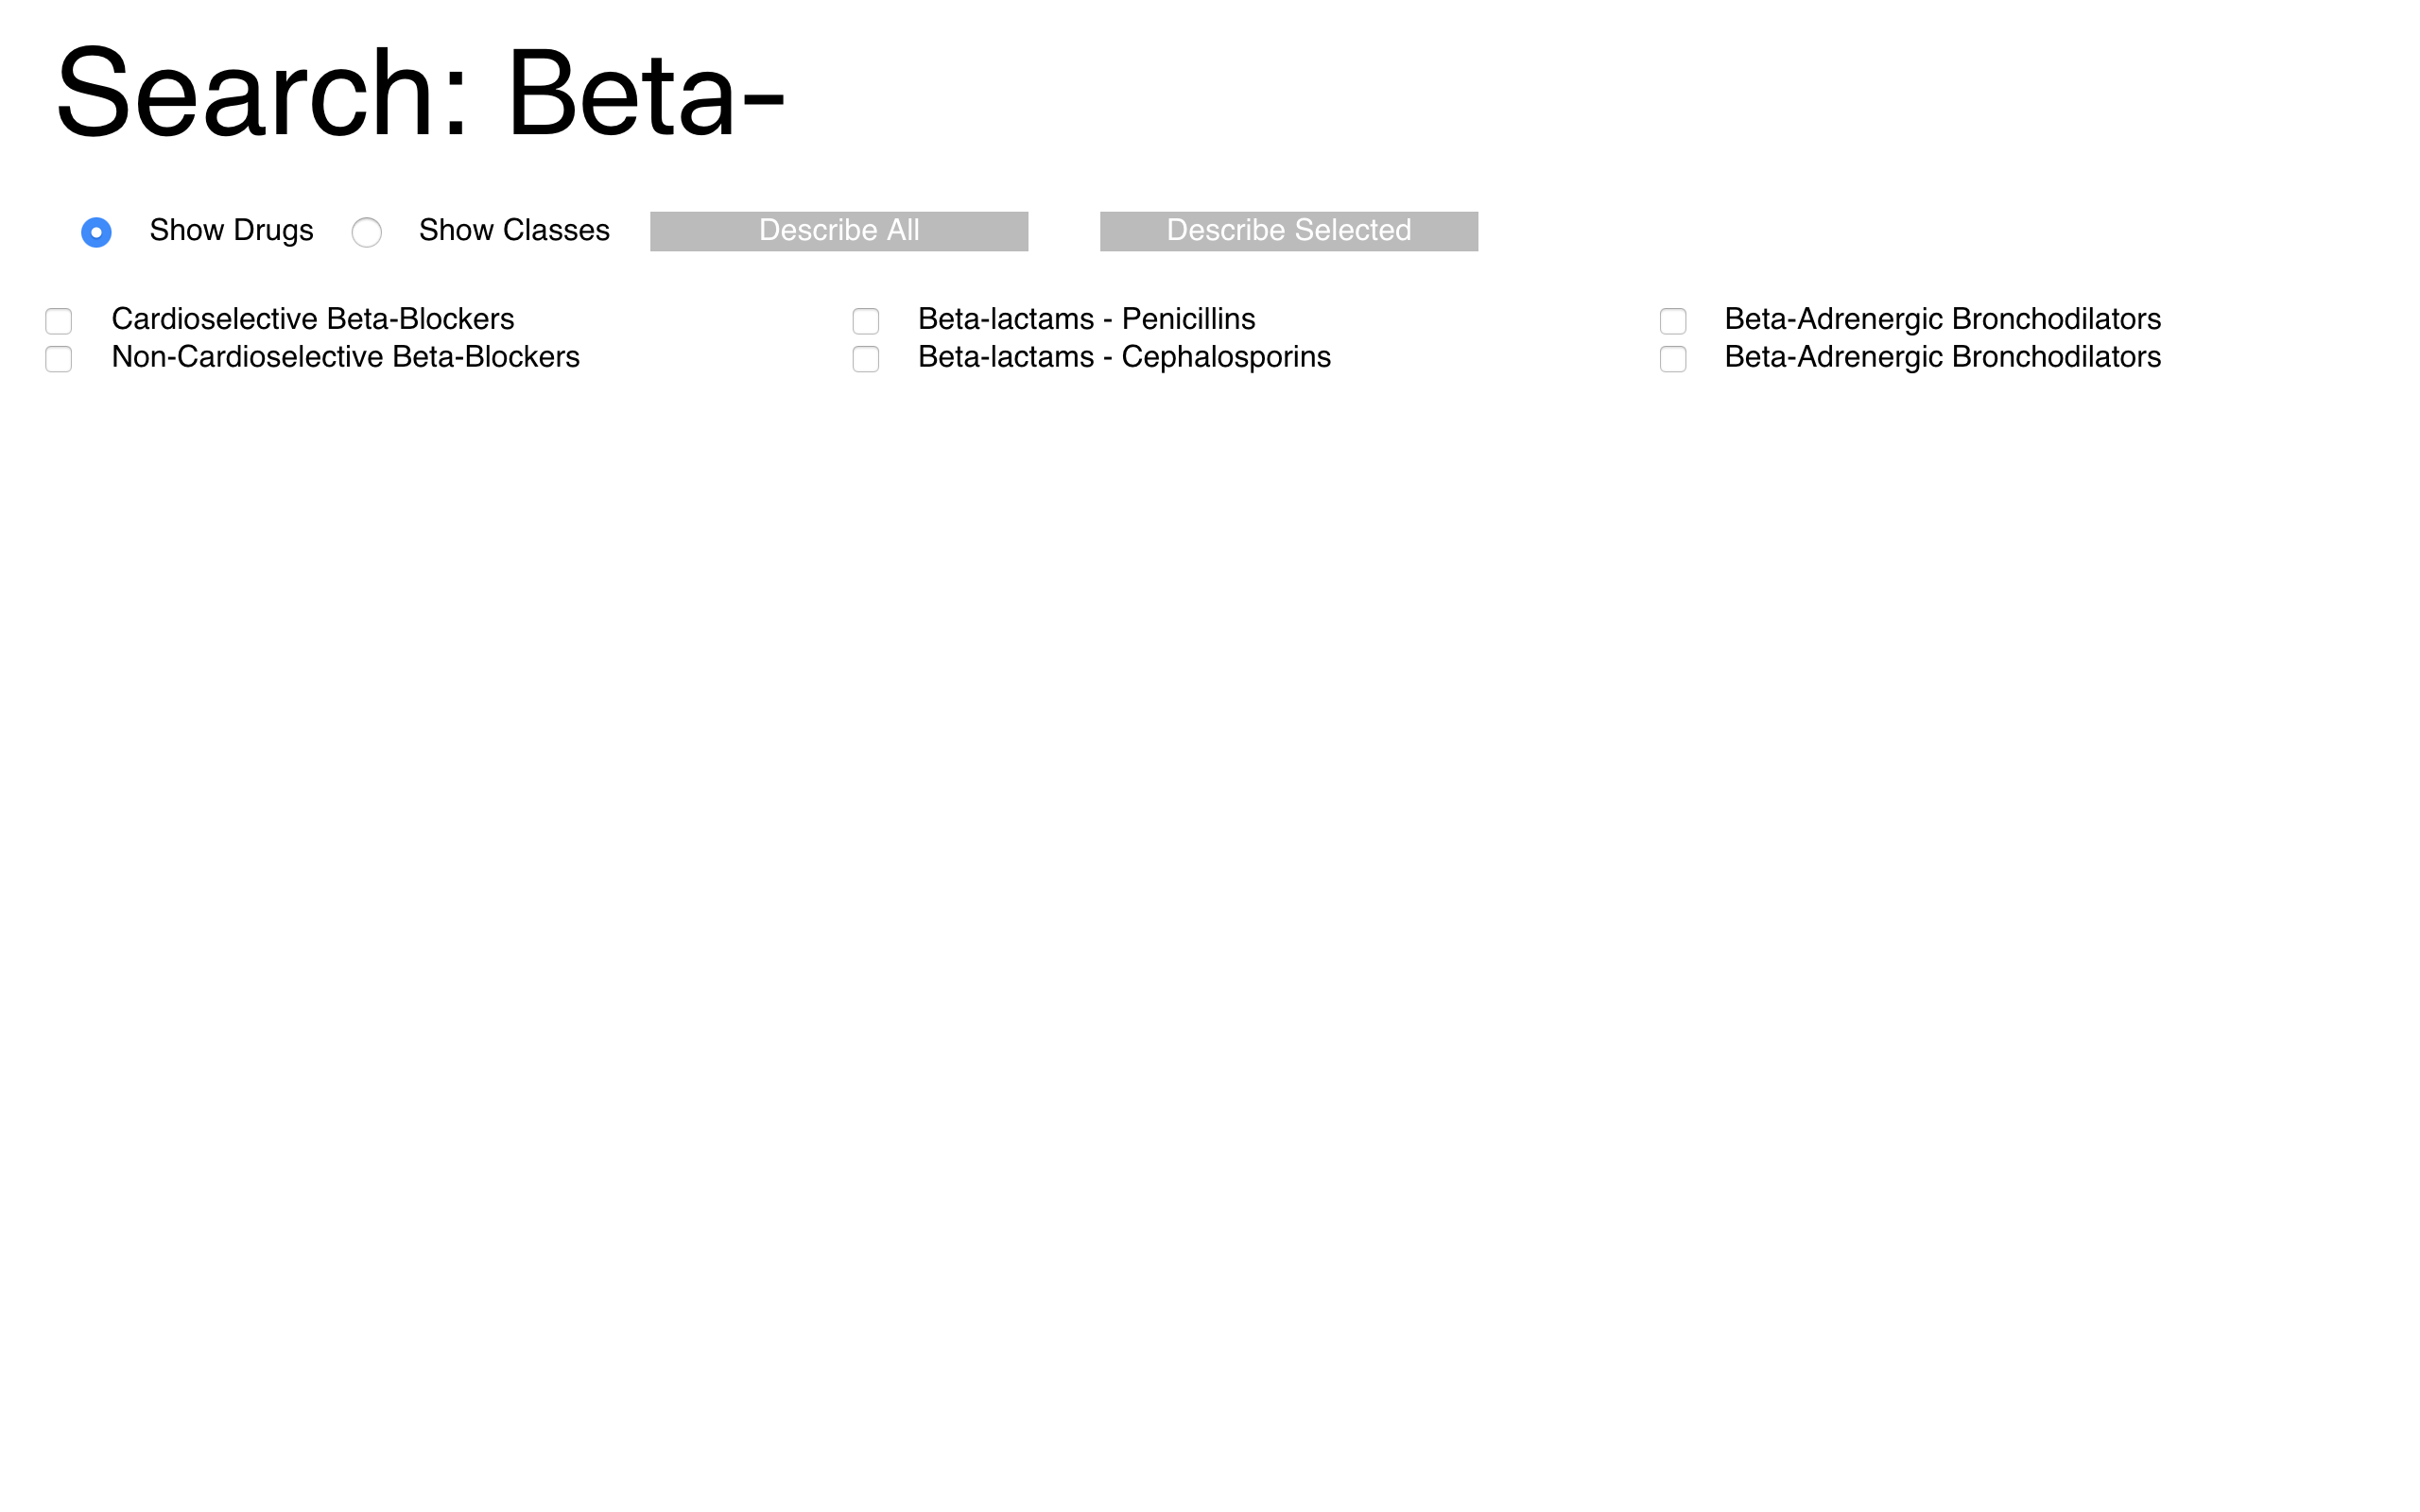 Search: Beta-
Show Drugs Show Classes Describe All Describe Selected
Cardioselective Beta-Blockers Beta-lactams - Penicillins Beta-Adrenergic Bronchodilators
Non-Cardioselective Beta-Blockers Beta-lactams - Cephalosporins Beta-Adrenergic Bronchodilators